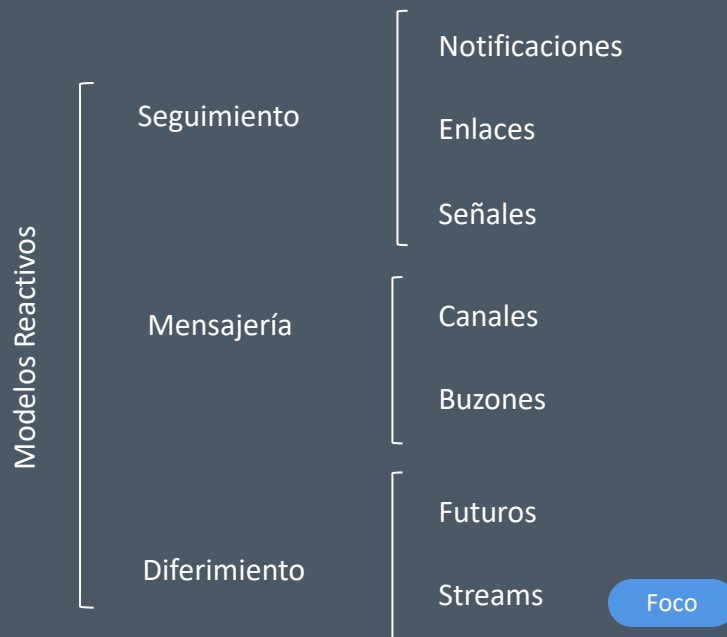 Modelos Reactivos
Seguimiento
Notificaciones
Enlaces
Señales
Mensajería
Canales
Buzones
Diferimiento
Futuros
Streams
Foco